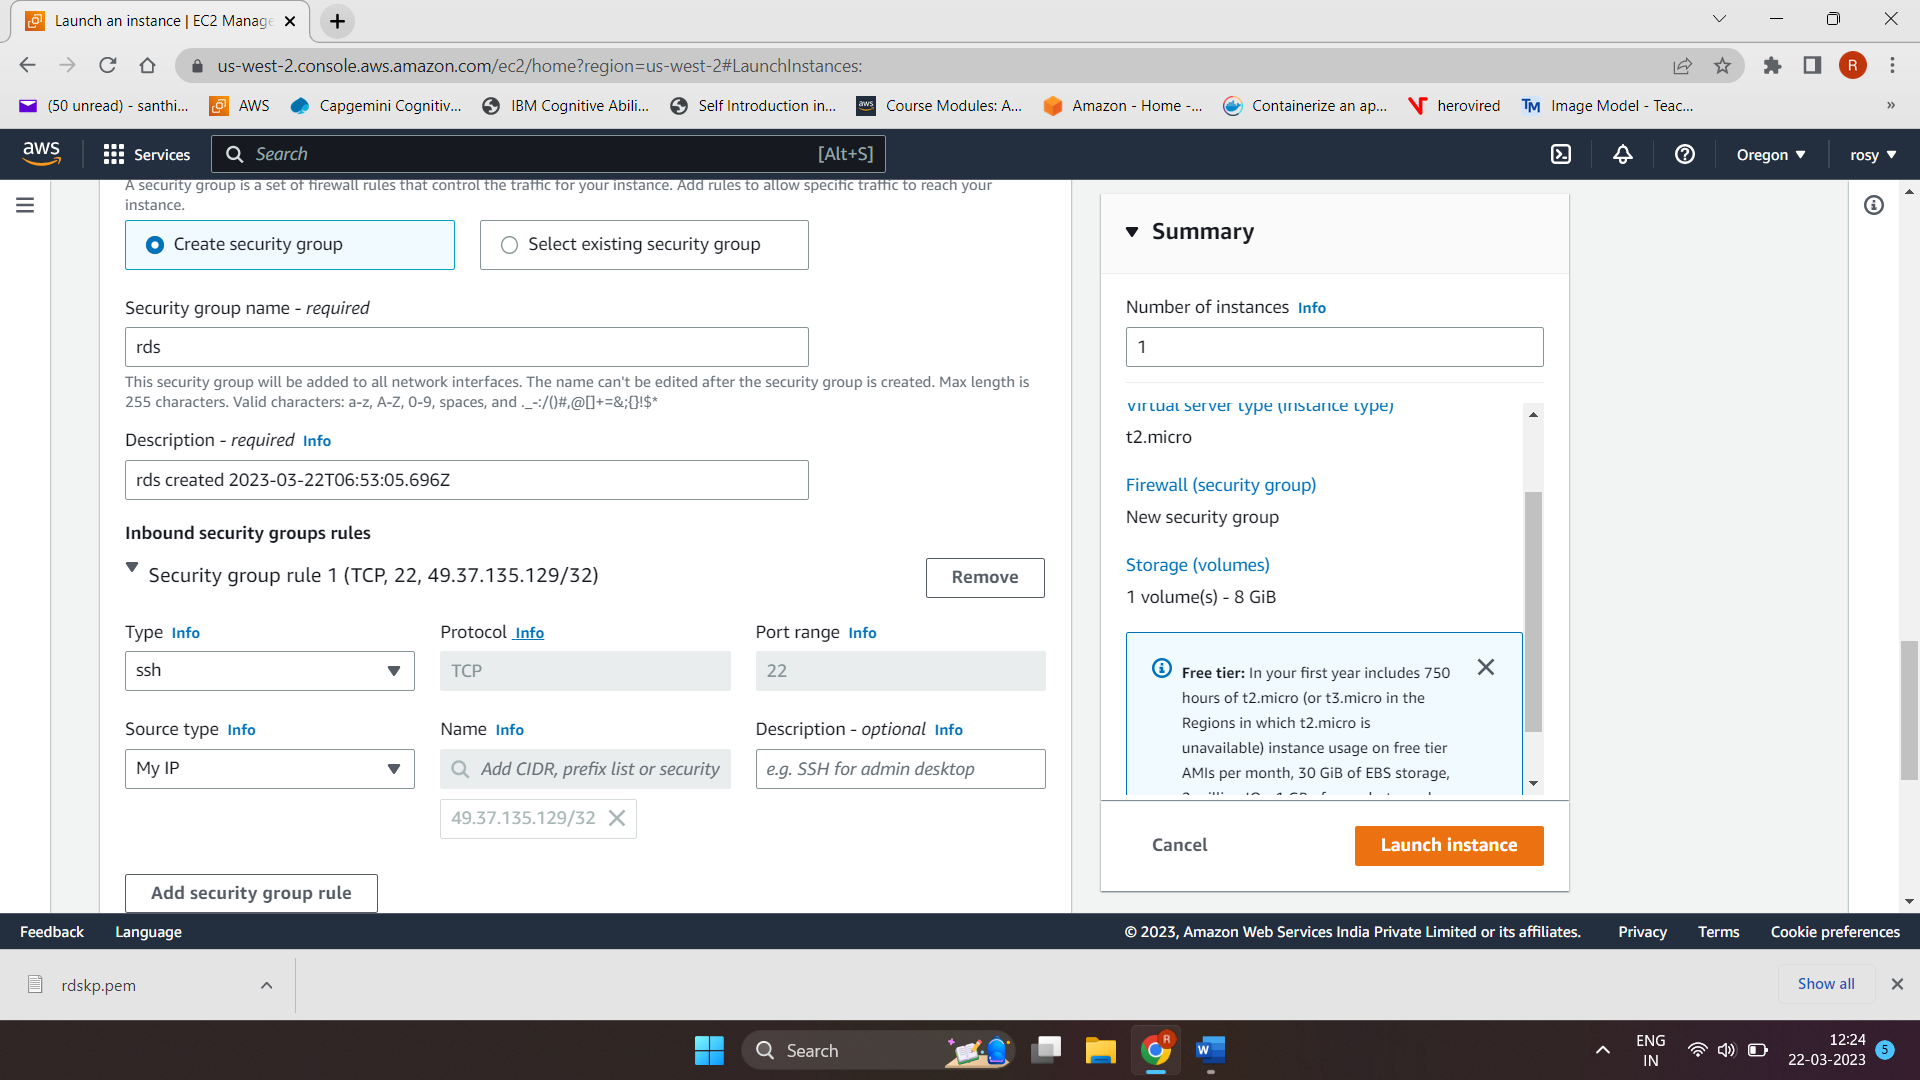 Launch an instance | EC2 Manage
us-west-2.console.aws.amazon.com/ec2/home?region=us-west-2#LaunchInstances:
R
(50 unread) - santhi...
AWS
Capgemini Cognitiv...
IBM Cognitive Abili...
Self Introduction in...
Course Modules: A...
Amazon - Home -...
Containerize an ap...
herovired
TM Image Model - Teac...
»
aws
Services
Search
[Alt+S]
Oregon
rosy
A security group is a set of firewall rules that control the traffic for your instance. Add rules to allow specific traffic to reach your
instance.
Create security group
Select existing security group
Security group name - required
rds
This security group will be added to all network interfaces. The name can't be edited after the security group is created. Max length is
255 characters. Valid characters: a-z, A-Z, 0-9, spaces, and ._-:/()#,@[]+=&;{}!$*
Description - required Info
rds created 2023-03-22T06:53:05.696Z
Inbound security groups rules
Security group rule 1 (TCP, 22, 49.37.135.129/32)
Remove
Type Info
Protocol Info
Port range Info
ssh
TCP
22
Source type Info
Name Info
Description - optional Info
My IP
Add CIDR, prefix list or security
e.g. SSH for admin desktop
49.37.135.129/32
Add security group rule
Summary
Number of instances Info
1
Virtual server type (instance type)
t2.micro
Firewall (security group)
New security group
Storage (volumes)
1 volume(s) - 8 GiB
Free tier: In your first year includes 750
hours of t2.micro (or t3.micro in the
Regions in which t2.micro is
unavailable) instance usage on free tier
AMIs per month, 30 GiB of EBS storage,
Cancel
Launch instance
Feedback
Language
© 2023, Amazon Web Services India Private Limited or its affiliates.
Privacy
Terms
Cookie preferences
rdskp.pem
Show all
Search
R
W
ENG
IN
12:24
22-03-2023
5